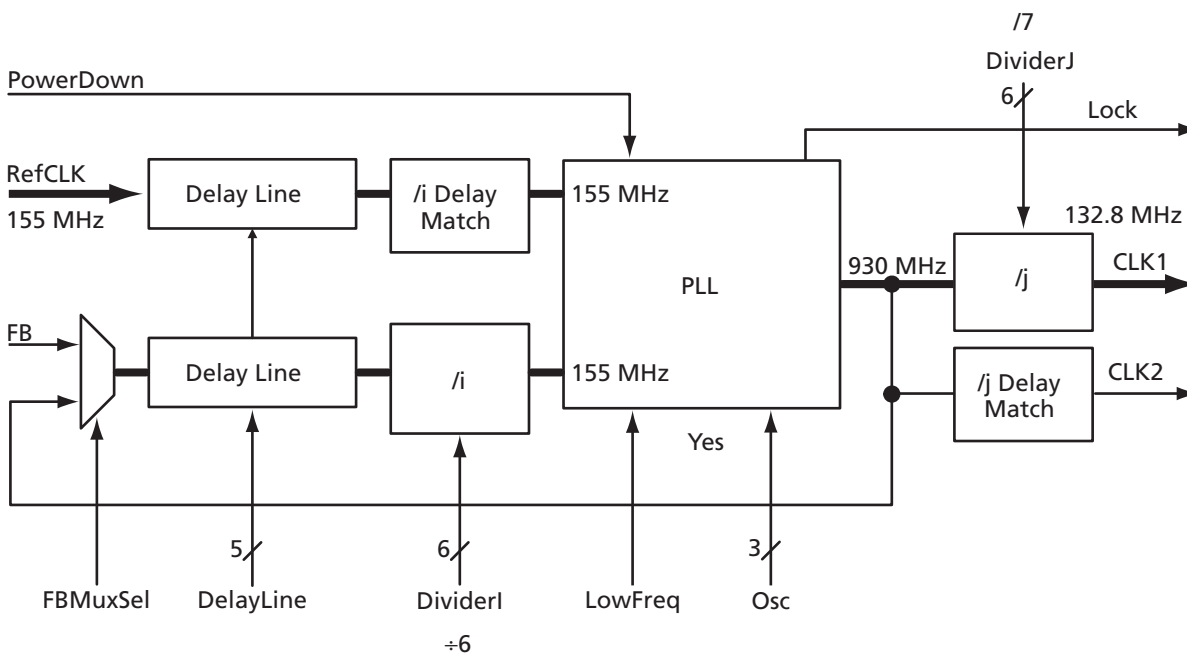 /7
DividerJ
6
PowerDown
Lock
RefCLK
155 MHz
Delay Line
/i Delay
Match
155 MHz
PLL
930 MHz
/j
132.8 MHz
CLK1
FB
Delay Line
/i
155 MHz
/j Delay
Match
CLK2
Yes
5
6
3
FBMuxSel
DelayLine
DividerI
LowFreq
Osc
÷6